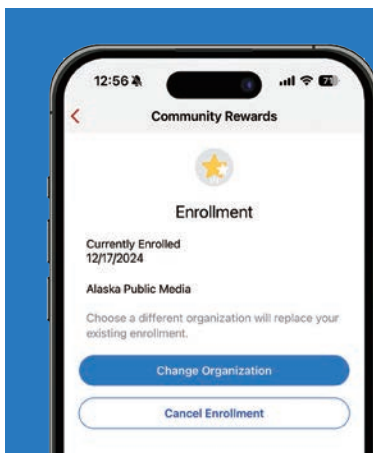 12:56
71
Community Rewards
Enrollment
Currently Enrolled
12/17/2024
Alaska Public Media
Choose a different organization will replace your
existing enrollment.
Change Organization
Cancel Enrollment